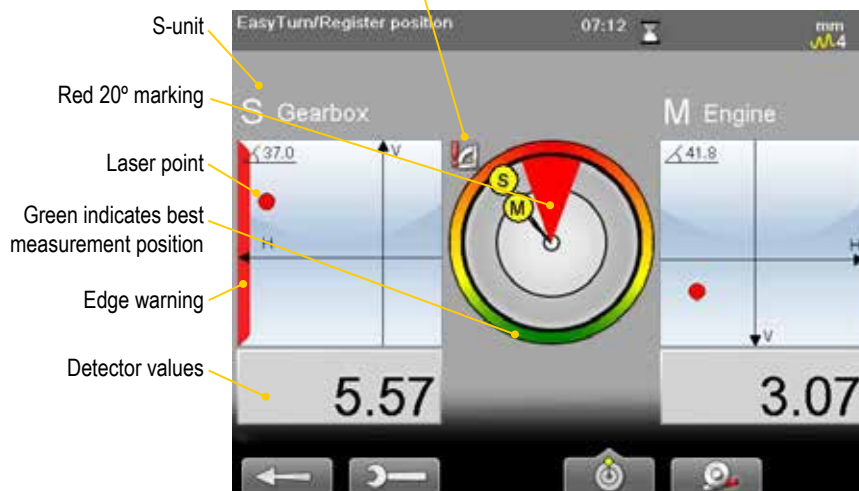 EasyTurn/Register position
07:12
mm
4
S-unit
Red 20º marking
Laser point
Green indicates best
measurement position
Edge warning
Detector values
S Gearbox
37.0
V
H
5.57
S
M
M Engine
41.8
H
V
3.07